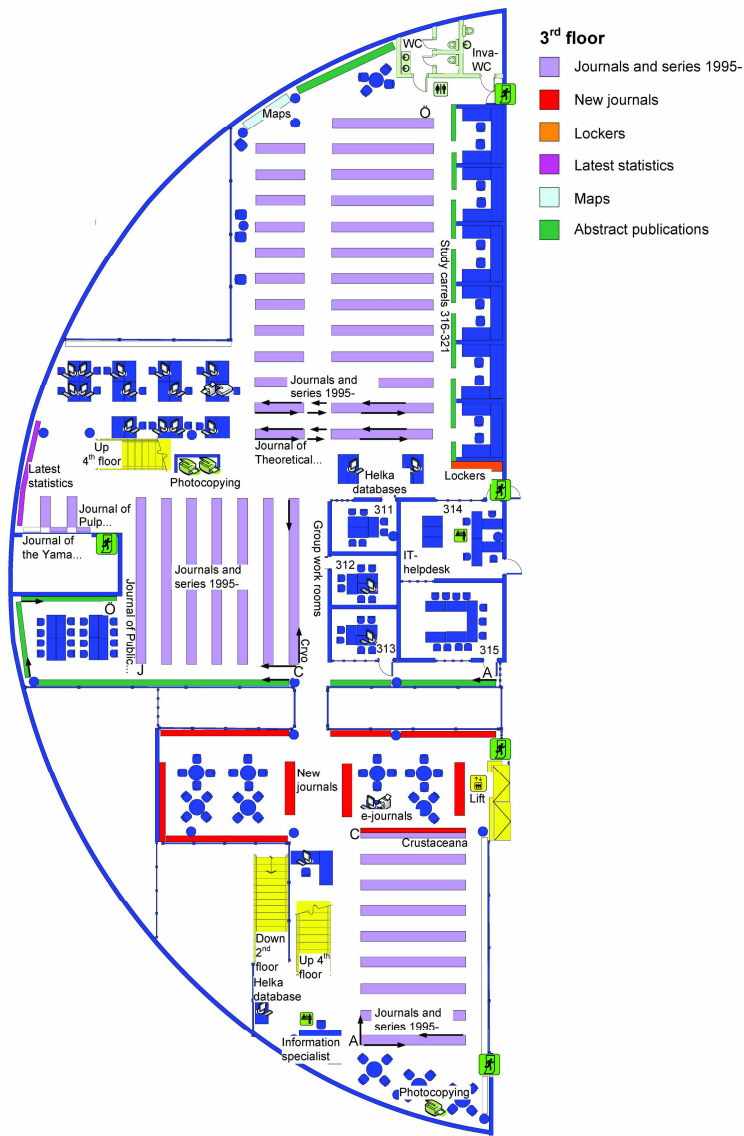 WC
Inva-
WC
3rd floor
Journals and series 1995-
New journals
Lockers
Latest statistics
Maps
Abstract publications
Maps
Ö
Study carrels 316-321
Journals and
series 1995-
Journal of
Theoretical...
Up
4th floor
Photocopying
Latest
statistics
Helka
databases
Lockers
Journal of
Pulp...
Journal of
the Yama...
311
314
IT-
helpdesk
312
313
315
Group work rooms
Journals and
series 1995-
Ö
Journal of Public...
J
Cryo
C
A
New
journals
e-journals
Lift
C
Crustaceana
Down
2nd
floor
Up 4th
floor
Helka
database
Information
specialist
Journals and
series 1995-
A
Photocopying